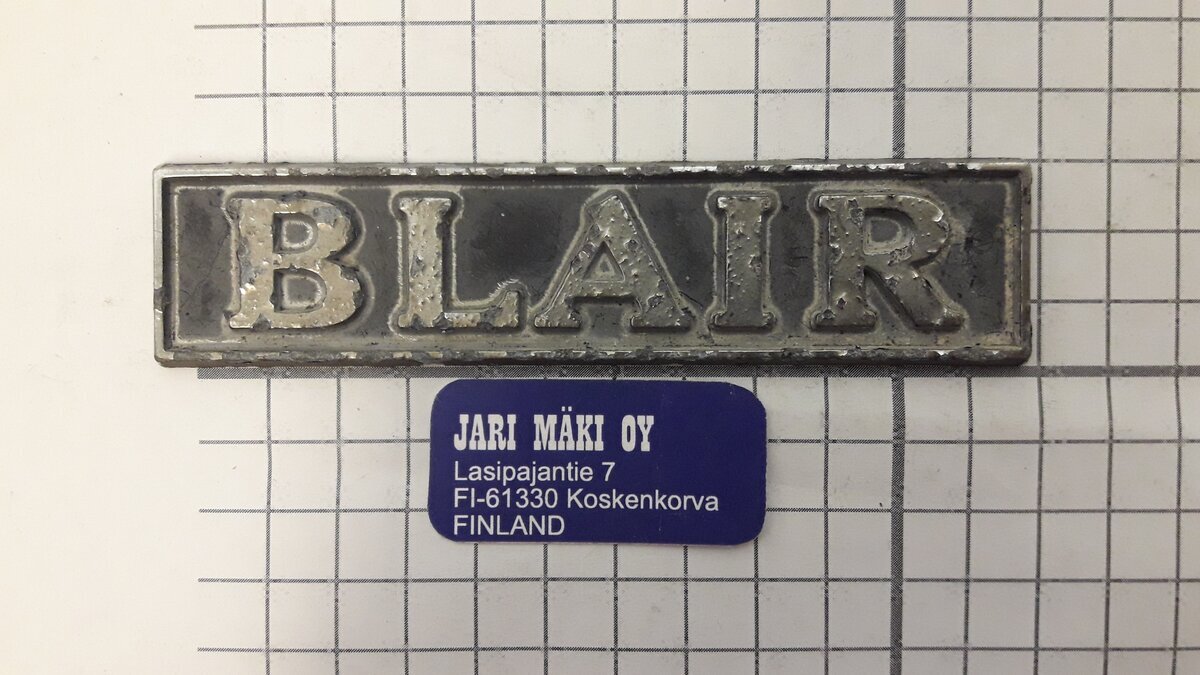 BLAIR
JARI MÄKI OY
Lasipajantie 7
FI-61330 Koskenkorva
FINLAND